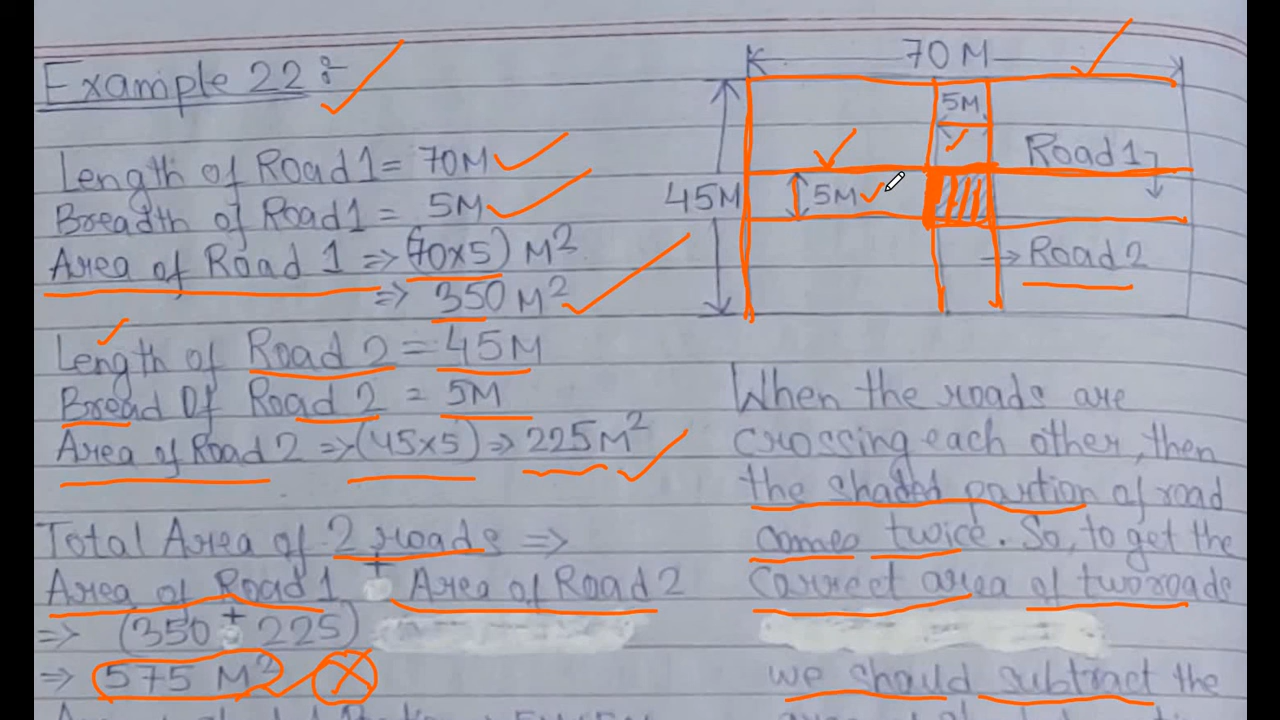 Example 22:-
Length of Road 1 = 70M
Breadth of Road 1 = 5M
Area of Road 1 => (70x5) M²
=> 350 M²
Length of Road 2 = 45M
Bread Of Road 2 = 5M
Area of Road 2 => (45x5) => 225M²
Total Area of 2 roads =>
Area of Road 1 + Area of Road 2
=> (350 + 225)
=> 575 M²
70 M
5M
Road 1
45M
5M
Road 2
When the roads are
crossing each other, then
the shaded portion of road
comes twice. So, to get the
correct area of two roads
we should subtract the